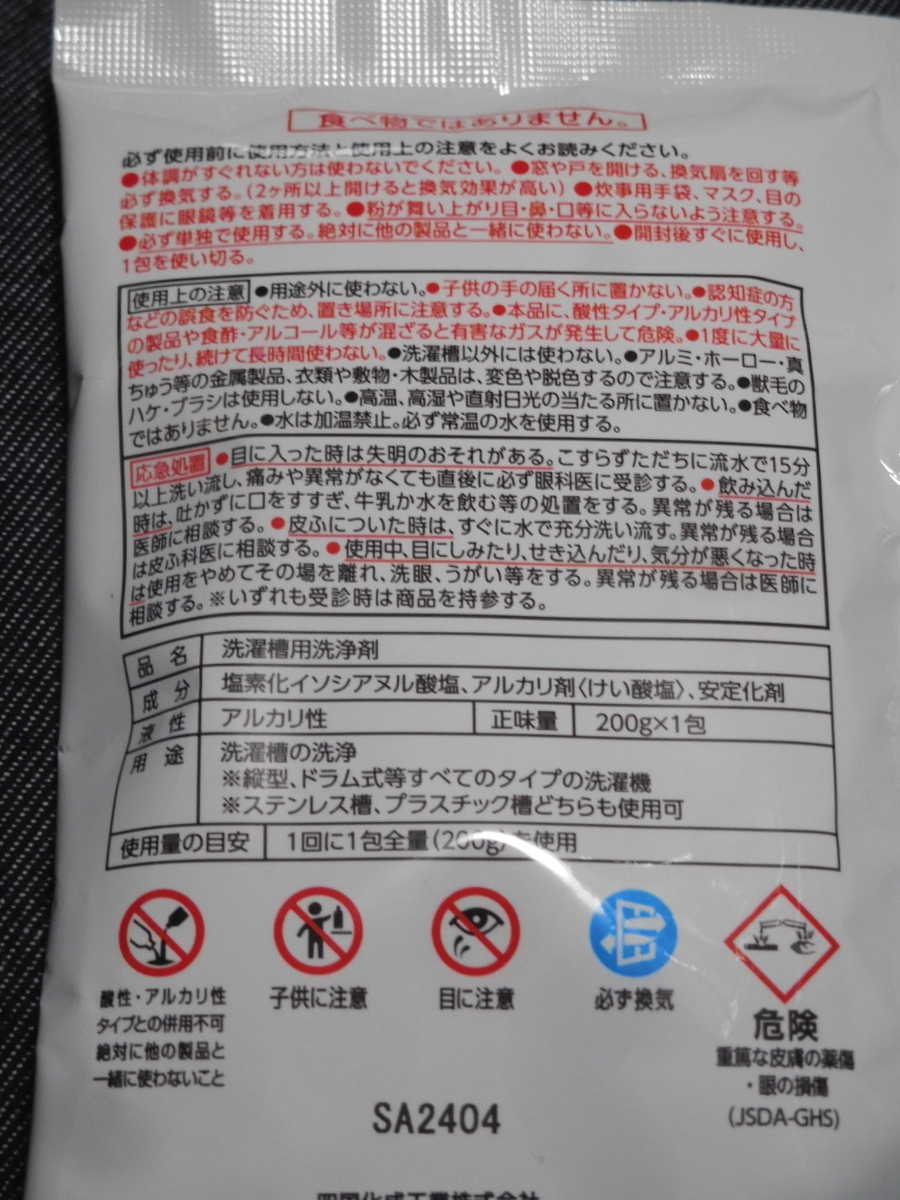 食べ物ではありません。
必ず使用前に使用方法と使用上の注意をよくお読みください。
●体調がすぐれない方は使わないでください。●窓や戸を開ける、換気扇を回す等
必ず換気する。(2ヶ所以上開けると換気効果が高い) ●炊事用手袋、マスク、目の
保護に眼鏡等を着用する。●粉が舞い上がり目・鼻・口等に入らないよう注意する。
●必ず単独で使用する。絶対に他の製品と一緒に使わない。●開封後すぐに使用し、
1包を使い切る。
使用上の注意 ●用途外に使わない。●子供の手の届く所に置かない。●認知症の方
などの誤食を防ぐため、置き場所に注意する。●本品に、酸性タイプ・アルカリ性タイプ
の製品や食酢・アルコール等が混ざると有害なガスが発生して危険。●1度に大量に
使ったり、続けて長時間使わない。●洗濯槽以外には使わない。●アルミ・ホーロー・真
ちゅう等の金属製品、衣類や敷物・木製品は、変色や脱色するので注意する。●獣毛の
ハケ・ブラシは使用しない。●高温、高湿や直射日光の当たる所に置かない。●食べ物
ではありません。●水は加温禁止。必ず常温の水を使用する。
応急処置 ●目に入った時は失明のおそれがある。こすらずただちに流水で15分
以上洗い流し、痛みや異常がなくても直後に必ず眼科医に受診する。●飲み込んだ
時は、吐かずに口をすすぎ、牛乳か水を飲む等の処置をする。異常が残る場合は
医師に相談する。●皮ふについた時は、すぐに水で充分洗い流す。異常が残る場合
は皮ふ科医に相談する。●使用中、目にしみたり、せき込んだり、気分が悪くなった時
は使用をやめてその場を離れ、洗眼、うがい等をする。異常が残る場合は医師に
相談する。※いずれも受診時は商品を持参する。
品名 洗濯槽用洗浄剤
成分 塩素化イソシアヌル酸塩、アルカリ剤〈けい酸塩〉、安定化剤
液性 アルカリ性 正味量 200g×1包
用途 洗濯槽の洗浄
※縦型、ドラム式等すべてのタイプの洗濯機
※ステンレス槽、プラスチック槽どちらも使用可
使用量の目安 1回に1包全量(200g)を使用
酸性・アルカリ性
タイプとの併用不可
絶対に他の製品と
一緒に使わないこと
子供に注意
目に注意
必ず換気
危険
重篤な皮膚の薬傷
・眼の損傷
(JSDA-GHS)
SA2404
四国化成工業株式会社